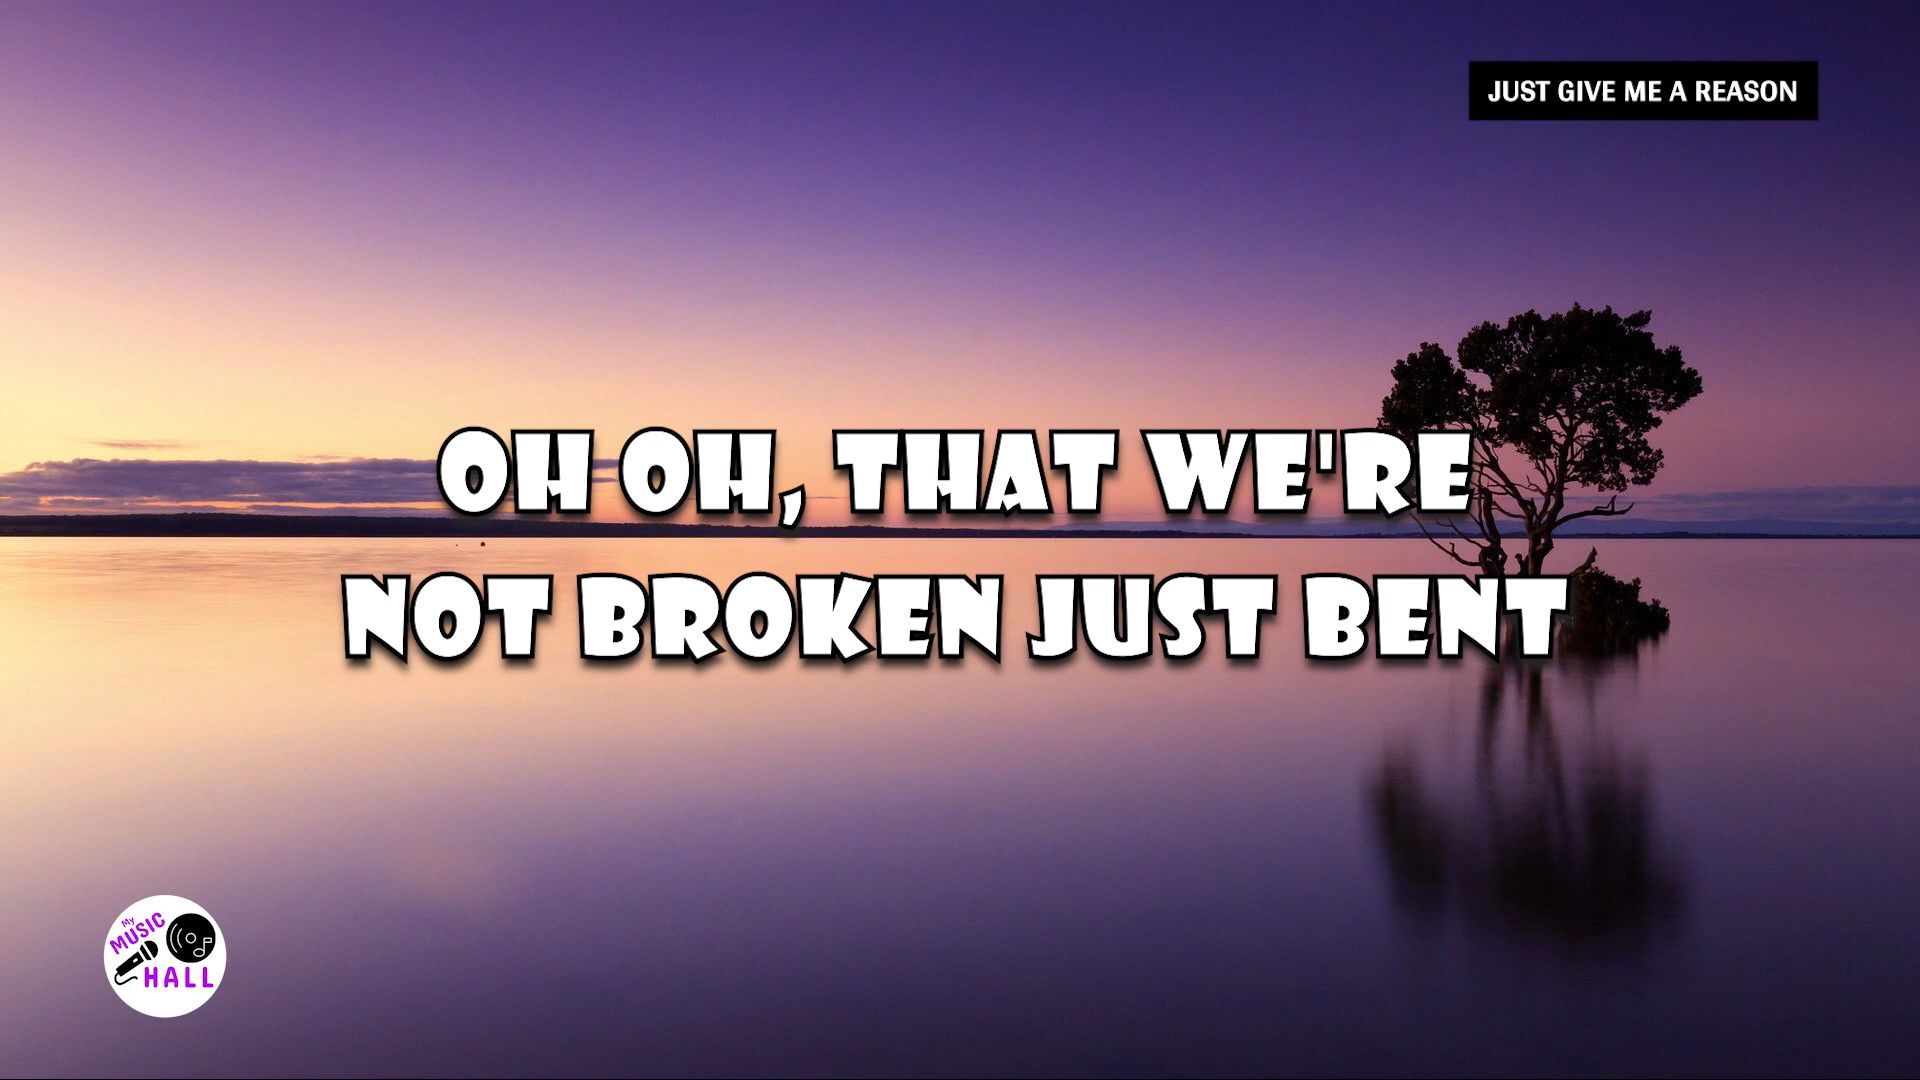 JUST GIVE ME A REASON
OH OH, THAT WE'RE
NOT BROKEN JUST BENT
My
MUSIC
HALL